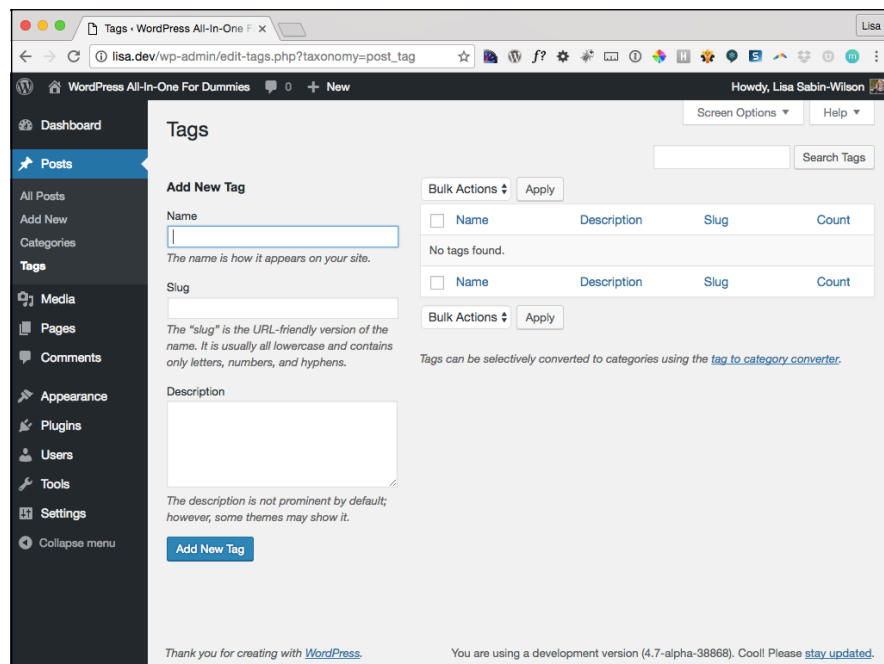 Tags ‹ WordPress All-In-One F
Lisa
lisa.dev/wp-admin/edit-tags.php?taxonomy=post_tag
WordPress All-In-One For Dummies 0 + New
Howdy, Lisa Sabin-Wilson
Dashboard
Posts
All Posts
Add New
Categories
Tags
Media
Pages
Comments
Appearance
Plugins
Users
Tools
Settings
Collapse menu
Screen Options
Help
Tags
Search Tags
Add New Tag
Name
The name is how it appears on your site.
Slug
The “slug” is the URL-friendly version of the
name. It is usually all lowercase and contains
only letters, numbers, and hyphens.
Description
The description is not prominent by default;
however, some themes may show it.
Add New Tag
Bulk Actions Apply
Name Description Slug Count
No tags found.
Name Description Slug Count
Bulk Actions Apply
Tags can be selectively converted to categories using the tag to category converter.
Thank you for creating with WordPress.
You are using a development version (4.7-alpha-38868). Cool! Please stay updated.